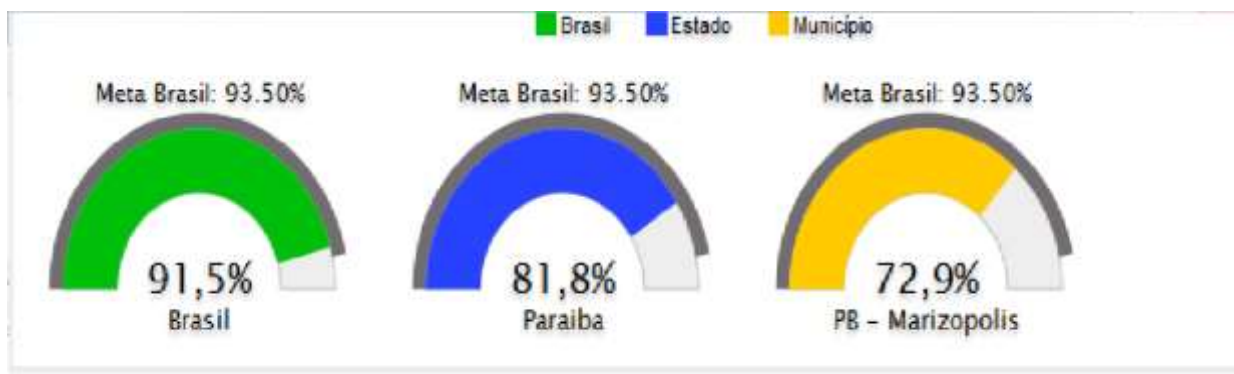 Brasil Estado Município
Meta Brasil: 93.50% Meta Brasil: 93.50% Meta Brasil: 93.50%
91,5% 81,8% 72,9%
Brasil Paraiba PB - Marizopolis